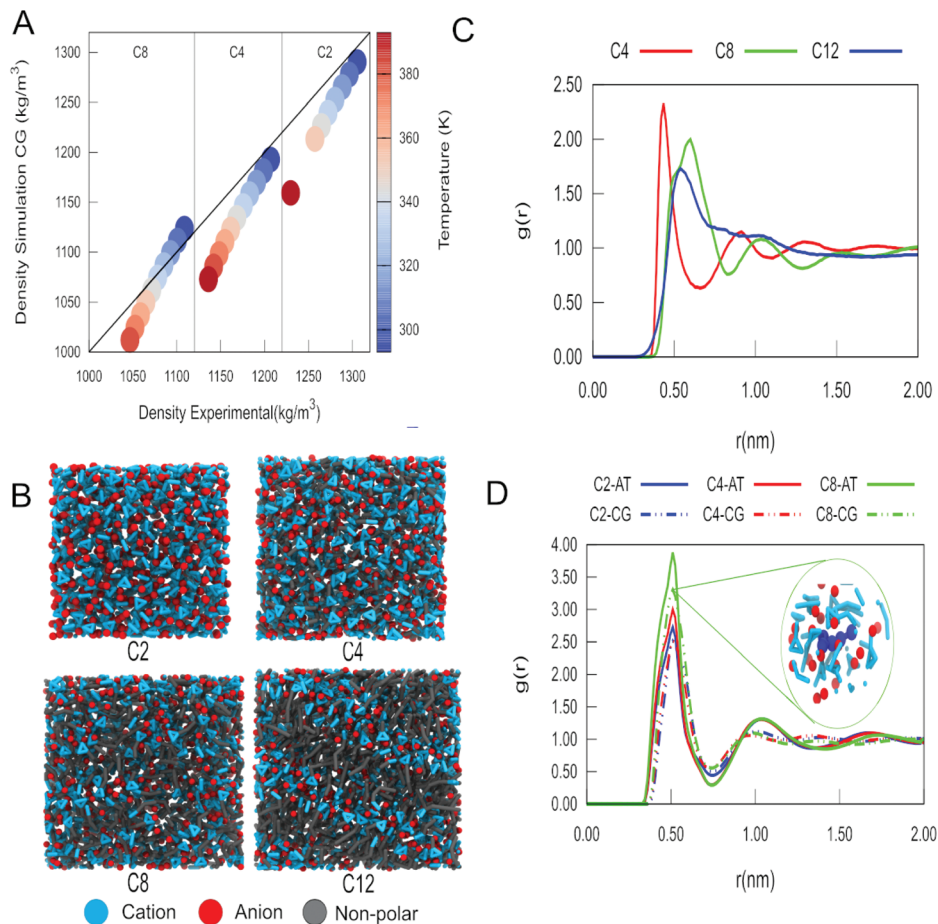 A
C8
C4
C2
1300
1250
1200
1150
1100
1050
1000
1000
1050
1100
1150
1200
1250
1300
Density Simulation CG (kg/m³)
Density Experimental(kg/m³)
380
360
340
320
300
Temperature (K)
B
C2
C4
C8
C12
Cation
Anion
Non-polar
C
C4
C8
C12
2.50
2.00
1.50
1.00
0.50
0.00
0.00
0.50
1.00
1.50
2.00
g(r)
r(nm)
D
C2-AT
C4-AT
C8-AT
C2-CG
C4-CG
C8-CG
4.00
3.50
3.00
2.50
2.00
1.50
1.00
0.50
0.00
0.00
0.50
1.00
1.50
2.00
g(r)
r(nm)